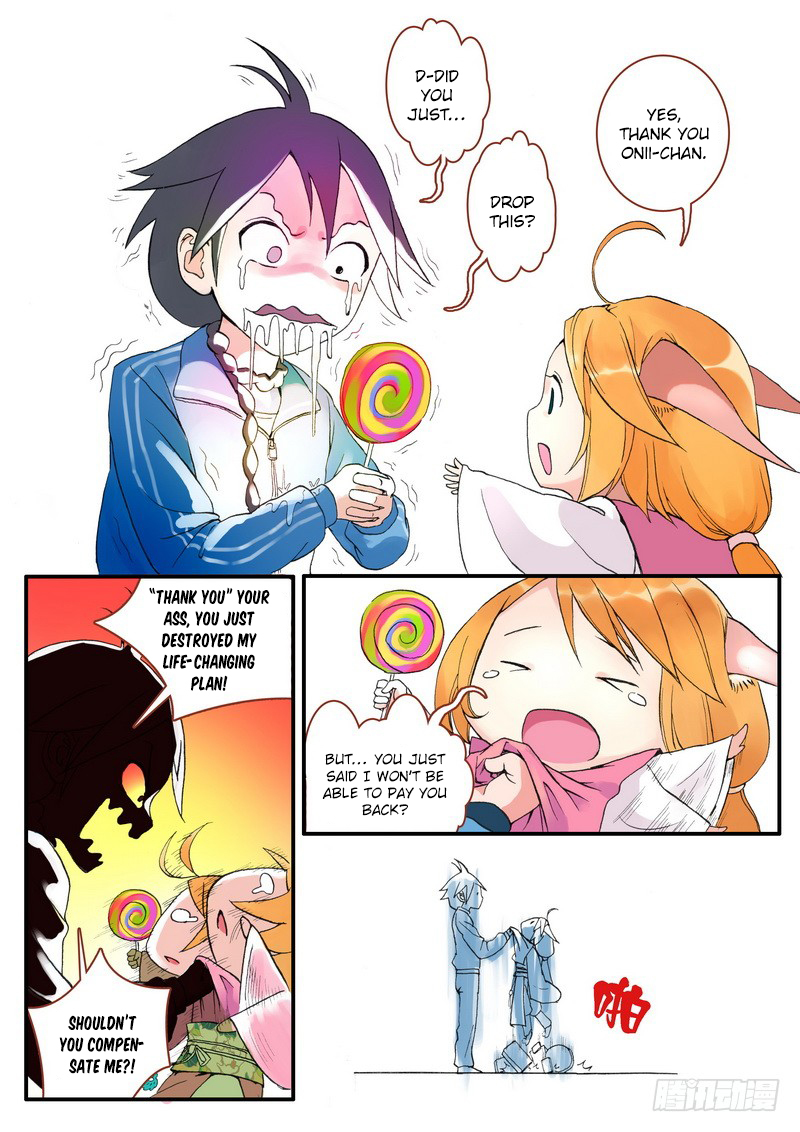 D-DID
YOU
JUST...
YES,
THANK YOU
ONII-CHAN.
DROP
THIS?
"THANK YOU" YOUR
ASS, YOU JUST
DESTROYED MY
LIFE-CHANGING
PLAN!
BUT... YOU JUST
SAID I WON'T BE
ABLE TO PAY YOU
BACK?
SHOULDN'T
YOU COMPEN-
SATE ME?!
啪
腾讯动漫